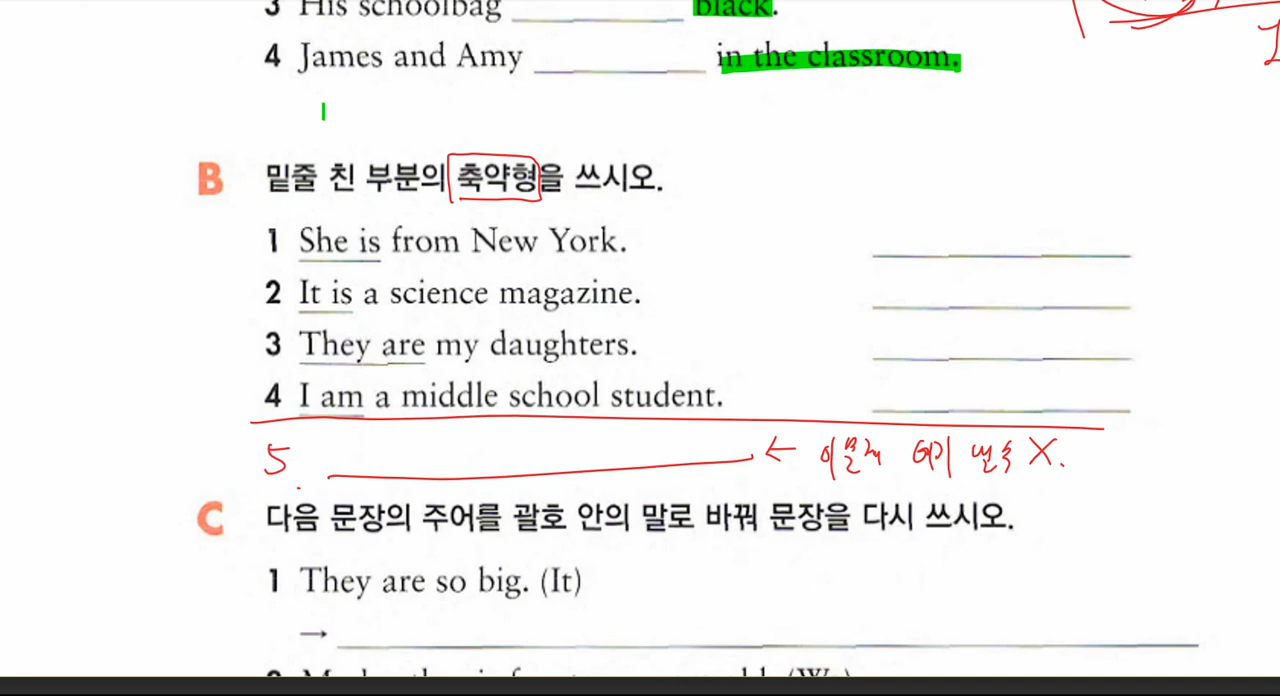 3 His schoolbag __________ black.
4 James and Amy __________ in the classroom.
B 밑줄 친 부분의 축약형을 쓰시오.
1 She is from New York.
2 It is a science magazine.
3 They are my daughters.
4 I am a middle school student.
5. ← X.
C 다음 문장의 주어를 괄호 안의 말로 바꿔 문장을 다시 쓰시오.
1 They are so big. (It)
→